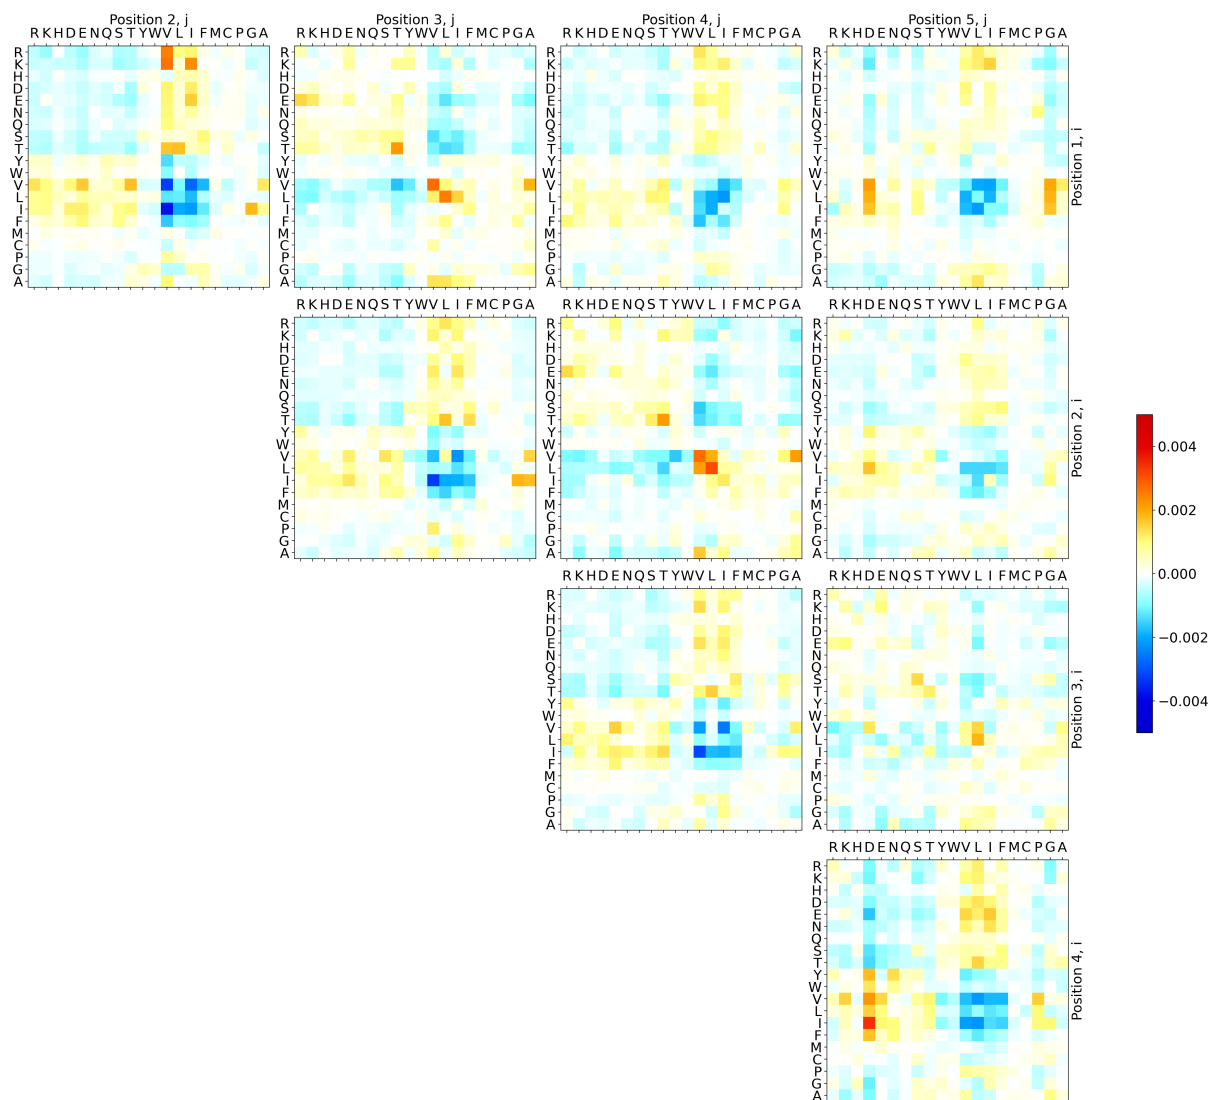 Position 2, j
Position 3, j
Position 4, j
Position 5, j
R K H D E N Q S T Y W V L I F M C P G A
R K H D E N Q S T Y W V L I F M C P G A
R K H D E N Q S T Y W V L I F M C P G A
R K H D E N Q S T Y W V L I F M C P G A
R
K
H
D
E
N
Q
S
T
Y
W
V
L
I
F
M
C
P
G
A
R
K
H
D
E
N
Q
S
T
Y
W
V
L
I
F
M
C
P
G
A
R
K
H
D
E
N
Q
S
T
Y
W
V
L
I
F
M
C
P
G
A
R
K
H
D
E
N
Q
S
T
Y
W
V
L
I
F
M
C
P
G
A
Position 1, i
R K H D E N Q S T Y W V L I F M C P G A
R K H D E N Q S T Y W V L I F M C P G A
R K H D E N Q S T Y W V L I F M C P G A
R
K
H
D
E
N
Q
S
T
Y
W
V
L
I
F
M
C
P
G
A
R
K
H
D
E
N
Q
S
T
Y
W
V
L
I
F
M
C
P
G
A
R
K
H
D
E
N
Q
S
T
Y
W
V
L
I
F
M
C
P
G
A
Position 2, i
R K H D E N Q S T Y W V L I F M C P G A
R K H D E N Q S T Y W V L I F M C P G A
R
K
H
D
E
N
Q
S
T
Y
W
V
L
I
F
M
C
P
G
A
R
K
H
D
E
N
Q
S
T
Y
W
V
L
I
F
M
C
P
G
A
Position 3, i
R K H D E N Q S T Y W V L I F M C P G A
R
K
H
D
E
N
Q
S
T
Y
W
V
L
I
F
M
C
P
G
A
Position 4, i
0.004
0.002
0.000
−0.002
−0.004